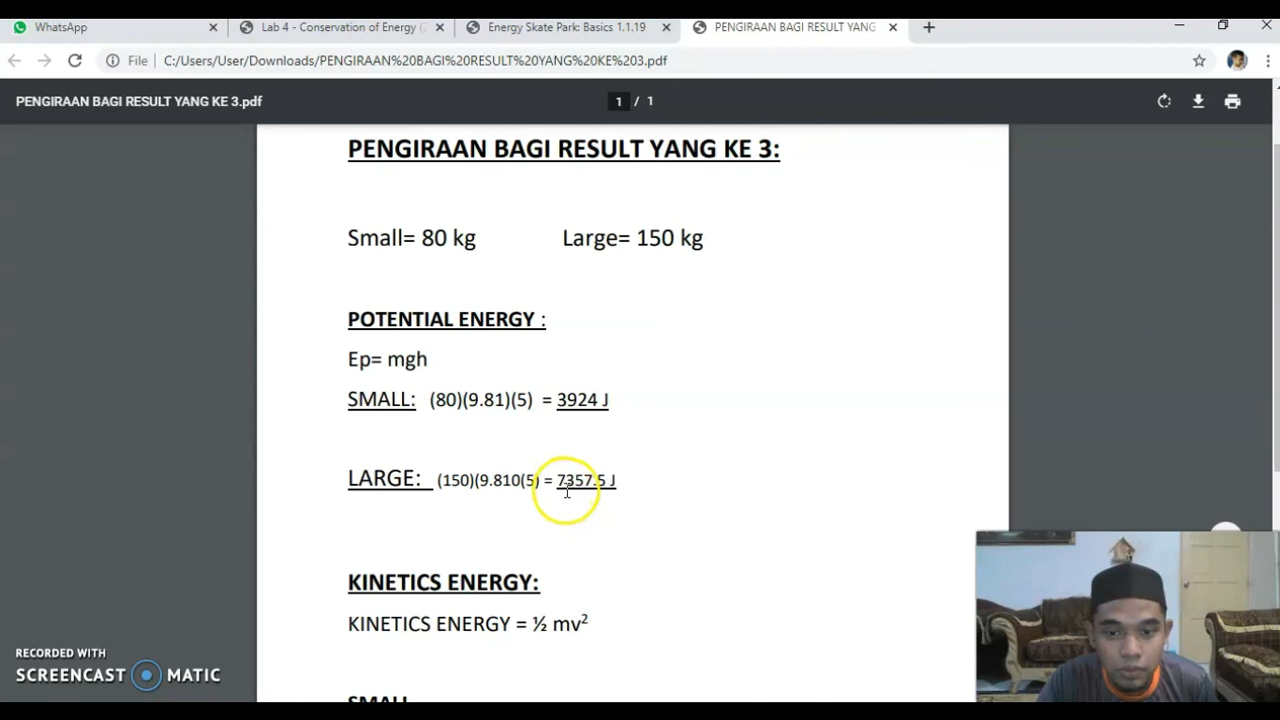 WhatsApp
Lab 4 - Conservation of Energy (
Energy Skate Park: Basics 1.1.19
PENGIRAAN BAGI RESULT YANG
File
C:/Users/User/Downloads/PENGIRAAN%20BAGI%20RESULT%20YANG%20KE%203.pdf
PENGIRAAN BAGI RESULT YANG KE 3.pdf
1 / 1
PENGIRAAN BAGI RESULT YANG KE 3:
Small= 80 kg Large= 150 kg
POTENTIAL ENERGY :
Ep= mgh
SMALL: (80)(9.81)(5) = 3924 J
LARGE: (150)(9.810(5) = 7357.5 J
KINETICS ENERGY:
KINETICS ENERGY = ½ mv²
SMALL
RECORDED WITH
SCREENCAST MATIC